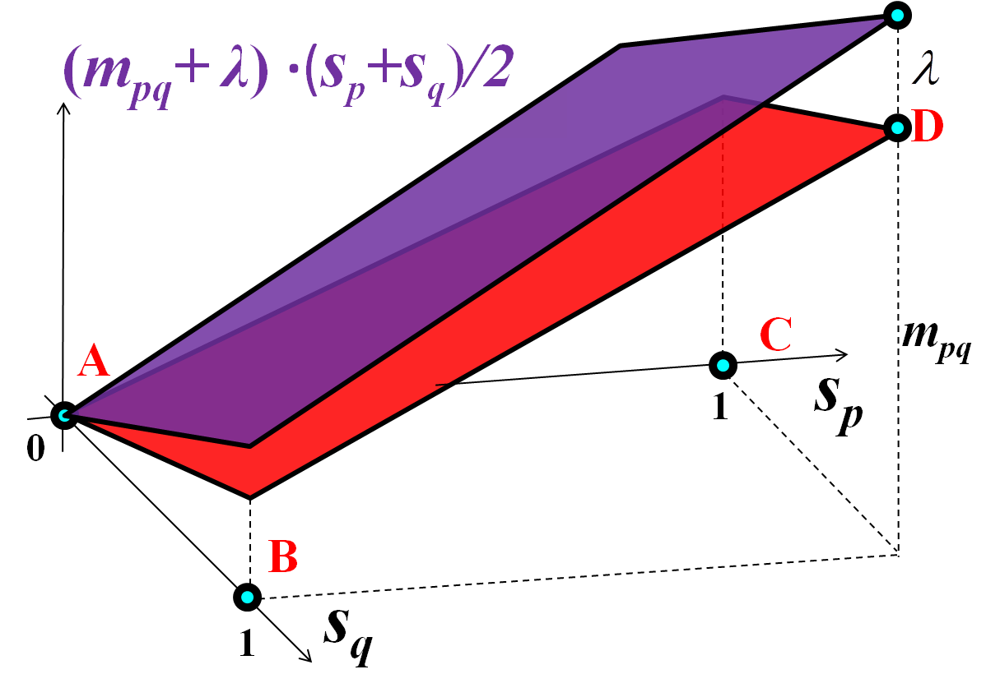 (m_pq + λ) · (s_p+s_q)/2
λ
D
A
C
m_pq
0
1
s_p
B
1
s_q